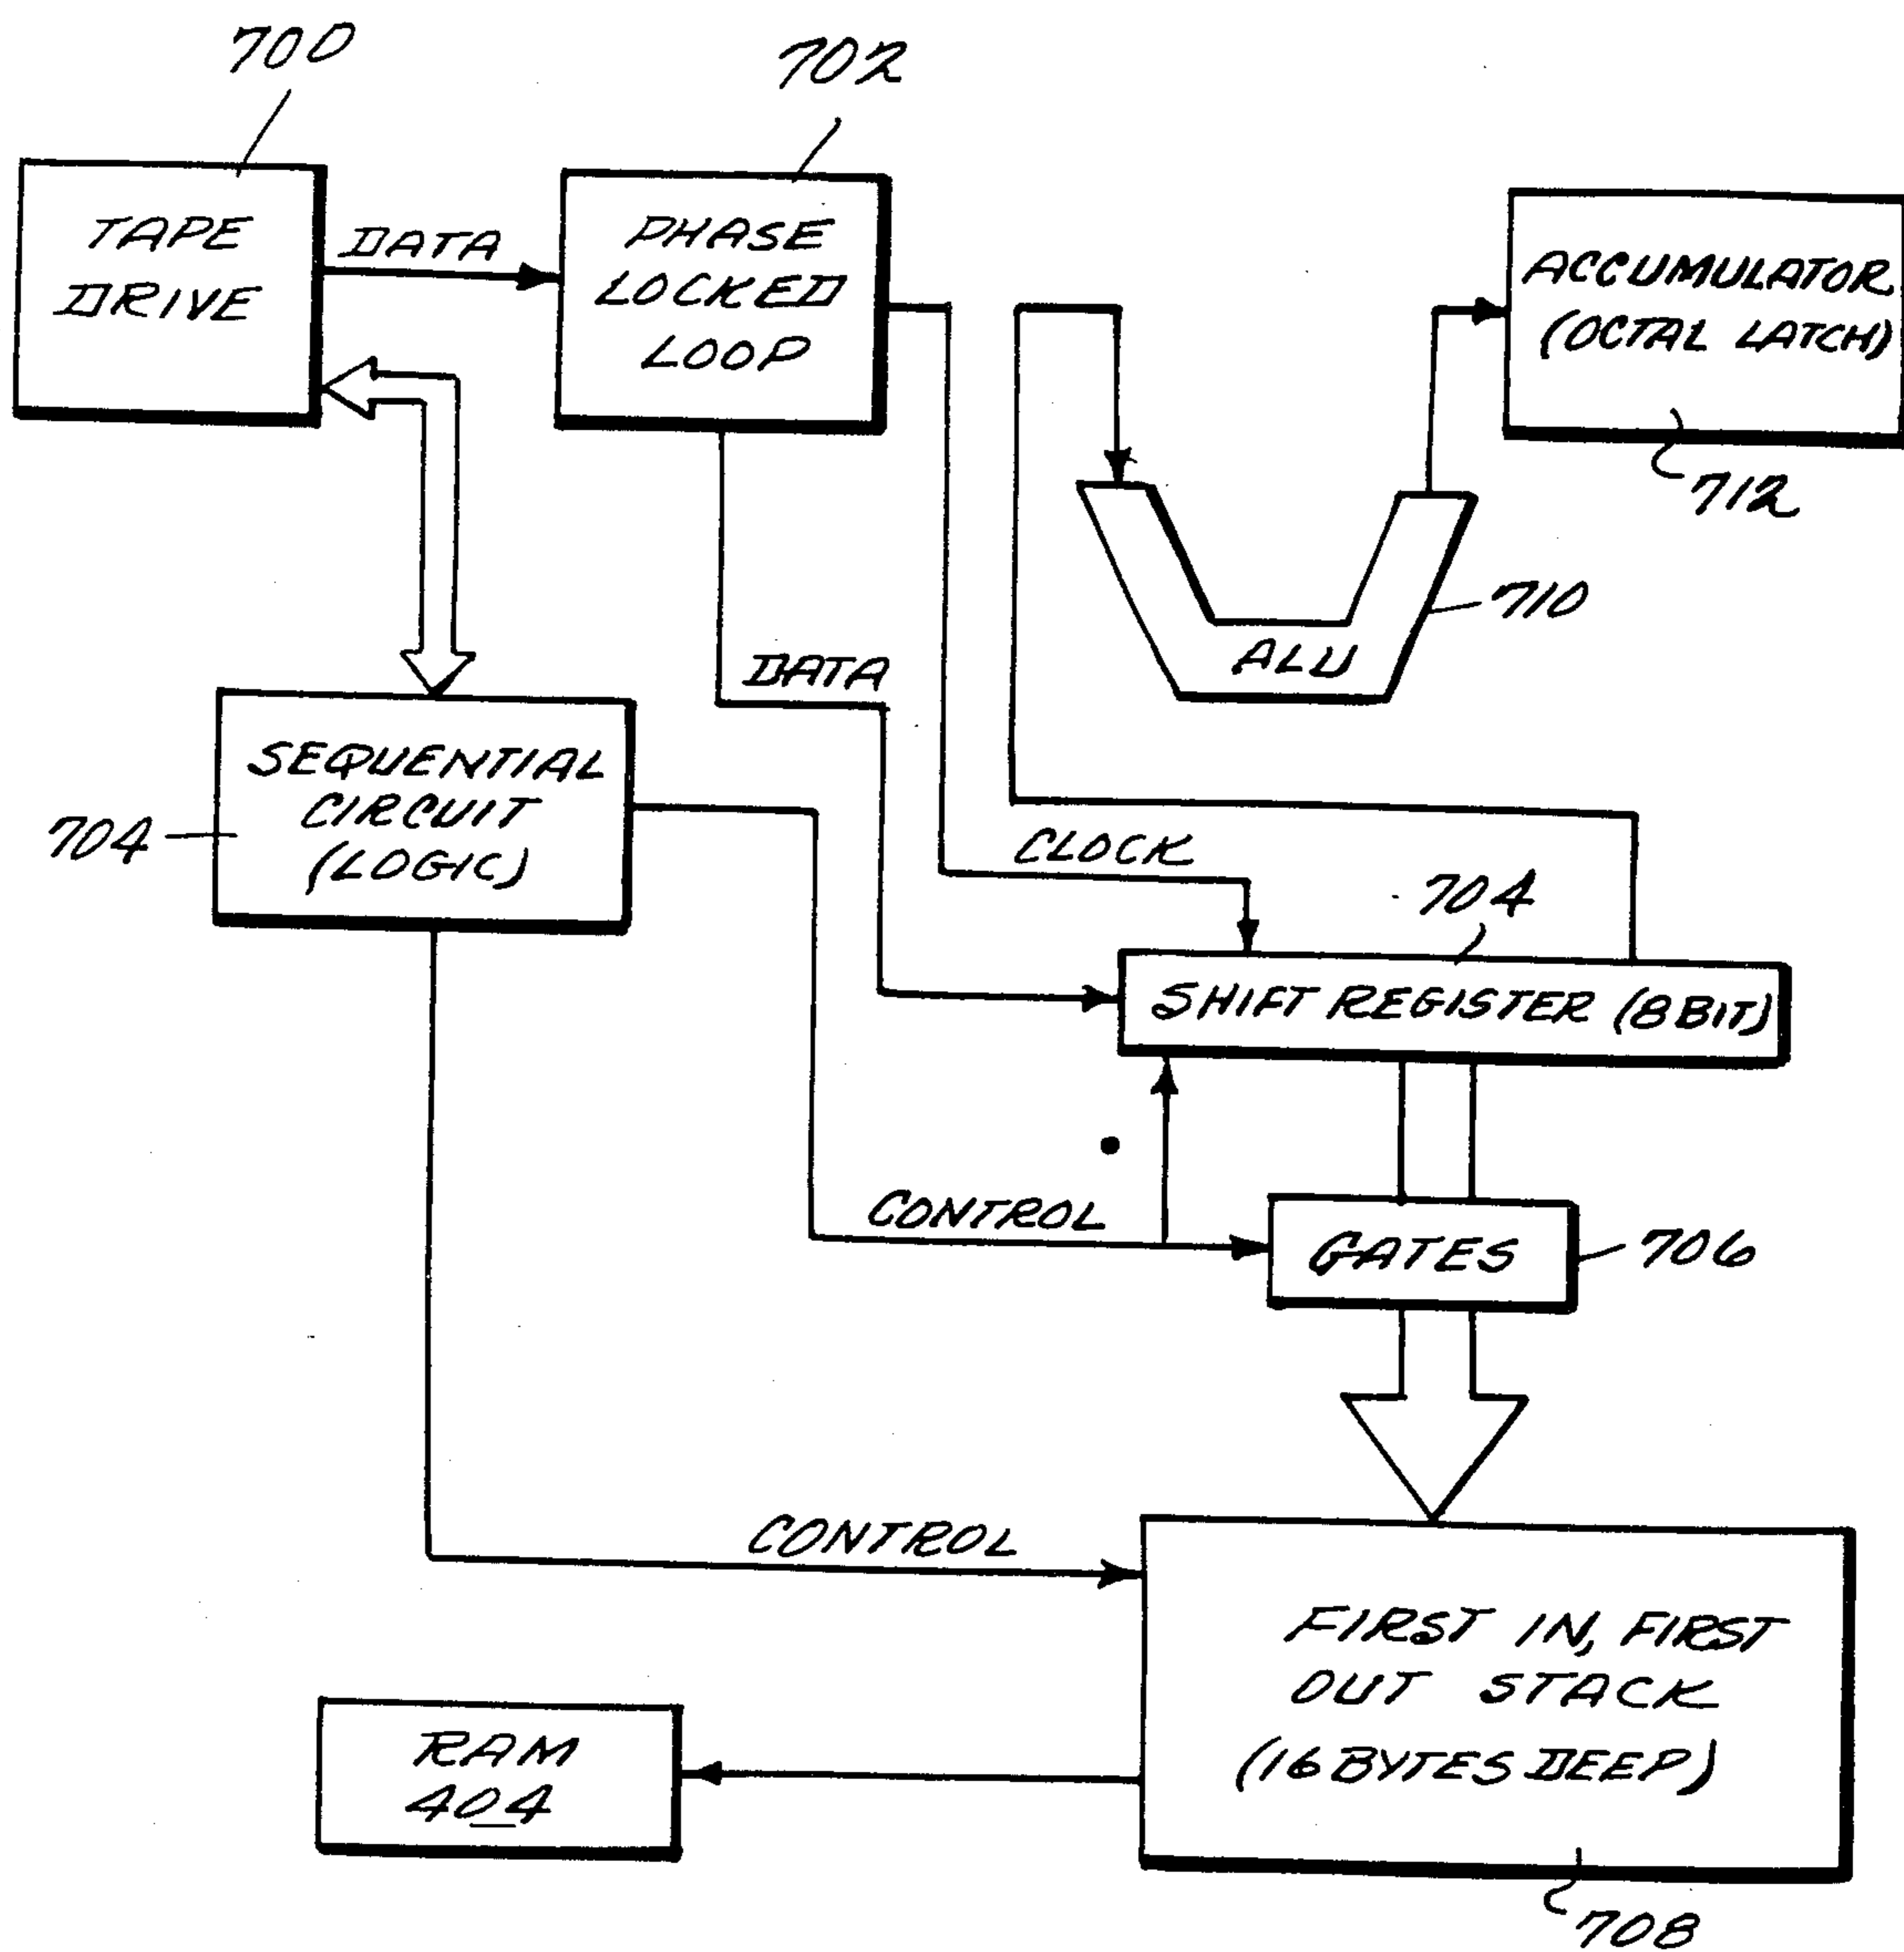 700
702
TAPE
DRIVE
DATA
PHASE
LOCKED
LOOP
ACCUMULATOR
(OCTAL LATCH)
712
710
ALU
DATA
SEQUENTIAL
CIRCUIT
(LOGIC)
704
CLOCK
704
SHIFT REGISTER (8 BIT)
CONTROL
GATES
706
CONTROL
FIRST IN, FIRST
OUT STACK
(16 BYTES DEEP)
RAM
404
708